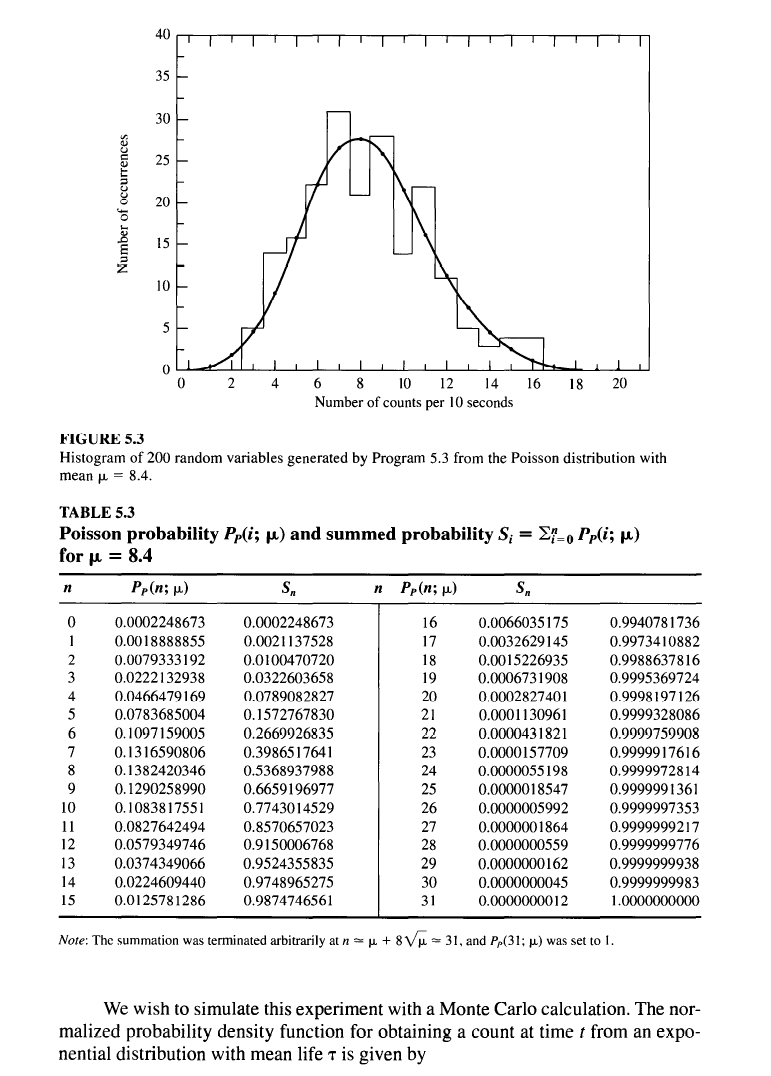 40
35
30
25
20
15
10
5
0
Number of occurrences
0 2 4 6 8 10 12 14 16 18 20
Number of counts per 10 seconds
FIGURE 5.3
Histogram of 200 random variables generated by Program 5.3 from the Poisson distribution with
mean μ = 8.4.
TABLE 5.3
Poisson probability P_P(i; μ) and summed probability S_i = Σⁿ_{i=0} P_P(i; μ)
for μ = 8.4
n P_P(n; μ) S_n n P_P(n; μ) S_n
0 0.0002248673 0.0002248673 16 0.0066035175 0.9940781736
1 0.0018888855 0.0021137528 17 0.0032629145 0.9973410882
2 0.0079333192 0.0100470720 18 0.0015226935 0.9988637816
3 0.0222132938 0.0322603658 19 0.0006731908 0.9995369724
4 0.0466479169 0.0789082827 20 0.0002827401 0.9998197126
5 0.0783685004 0.1572767830 21 0.0001130961 0.9999328086
6 0.1097159005 0.2669926835 22 0.0000431821 0.9999759908
7 0.1316590806 0.3986517641 23 0.0000157709 0.9999917616
8 0.1382420346 0.5368937988 24 0.0000055198 0.9999972814
9 0.1290258990 0.6659196977 25 0.0000018547 0.9999991361
10 0.1083817551 0.7743014529 26 0.0000005992 0.9999997353
11 0.0827642494 0.8570657023 27 0.0000001864 0.9999999217
12 0.0579349746 0.9150006768 28 0.0000000559 0.9999999776
13 0.0374349066 0.9524355835 29 0.0000000162 0.9999999938
14 0.0224609440 0.9748965275 30 0.0000000045 0.9999999983
15 0.0125781286 0.9874746561 31 0.0000000012 1.0000000000
Note: The summation was terminated arbitrarily at n ≃ μ + 8√μ ≃ 31, and P_P(31; μ) was set to 1.
We wish to simulate this experiment with a Monte Carlo calculation. The nor-
malized probability density function for obtaining a count at time t from an expo-
nential distribution with mean life τ is given by